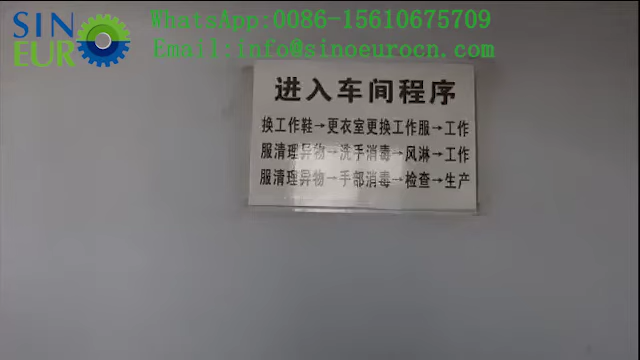 SIN
EUR
WhatsApp:0086-15610675709
Email:info@sinoeurocn.com
进入车间程序
换工作鞋→更衣室更换工作服→工作
服清理异物→洗手消毒→风淋→工作
服清理异物→手部消毒→检查→生产